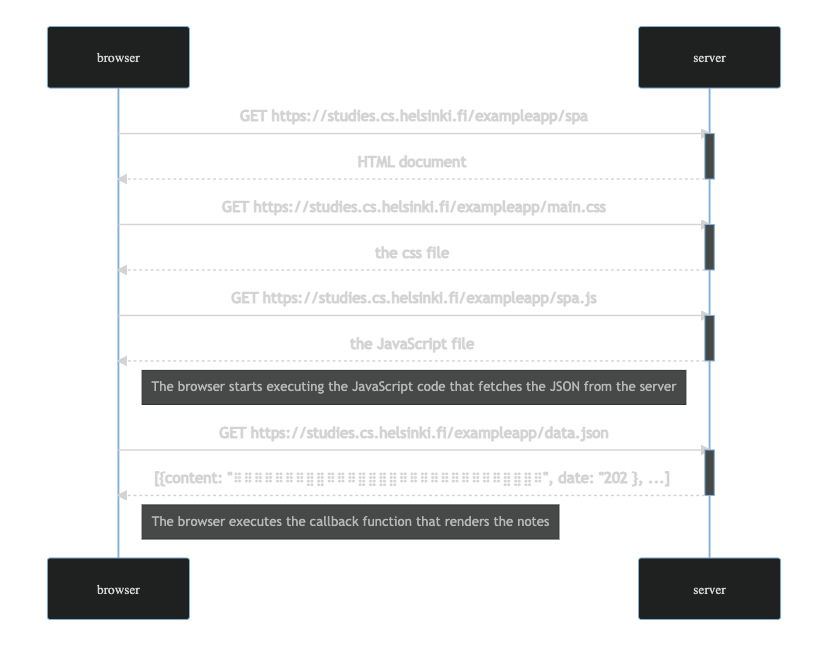 browser server
GET https://studies.cs.helsinki.fi/exampleapp/spa
HTML document
GET https://studies.cs.helsinki.fi/exampleapp/main.css
the css file
GET https://studies.cs.helsinki.fi/exampleapp/spa.js
the JavaScript file
The browser starts executing the JavaScript code that fetches the JSON from the server
GET https://studies.cs.helsinki.fi/exampleapp/data.json
[{content: " ", date: "202 }, ...]
The browser executes the callback function that renders the notes
browser server